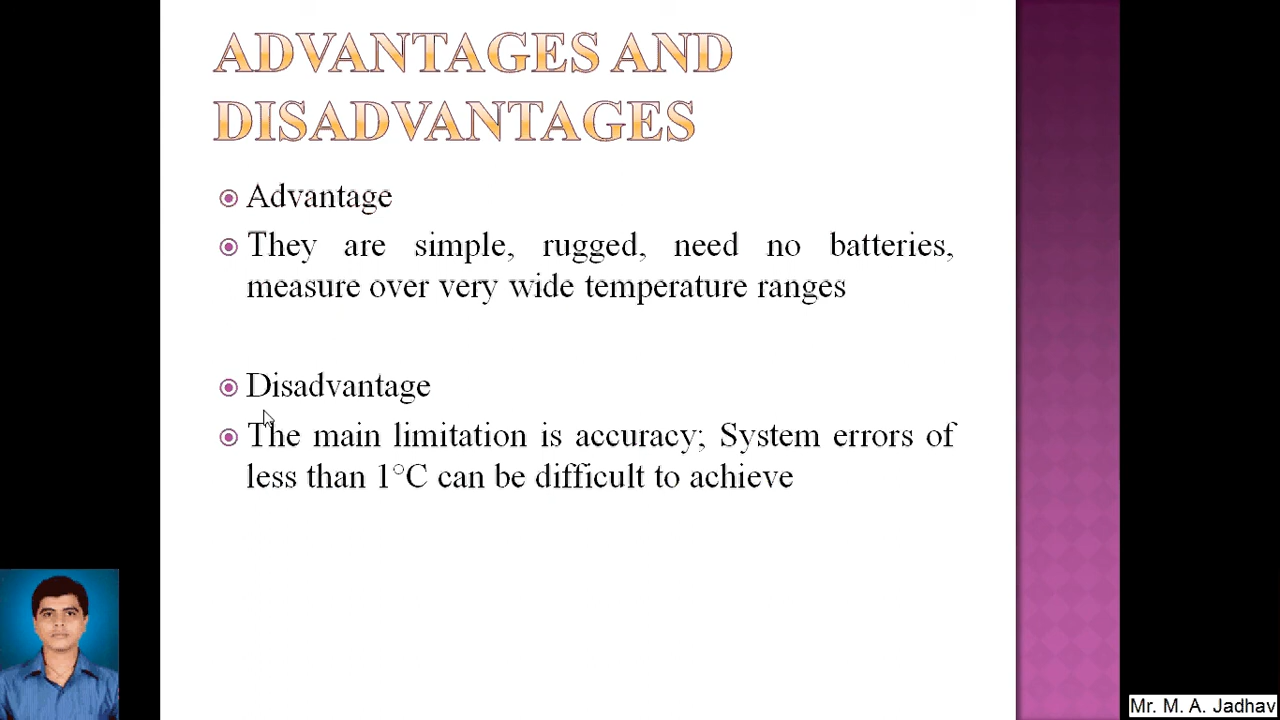 ADVANTAGES AND
DISADVANTAGES
Advantage
They are simple, rugged, need no batteries,
measure over very wide temperature ranges
Disadvantage
The main limitation is accuracy; System errors of
less than 1°C can be difficult to achieve
Mr. M. A. Jadhav